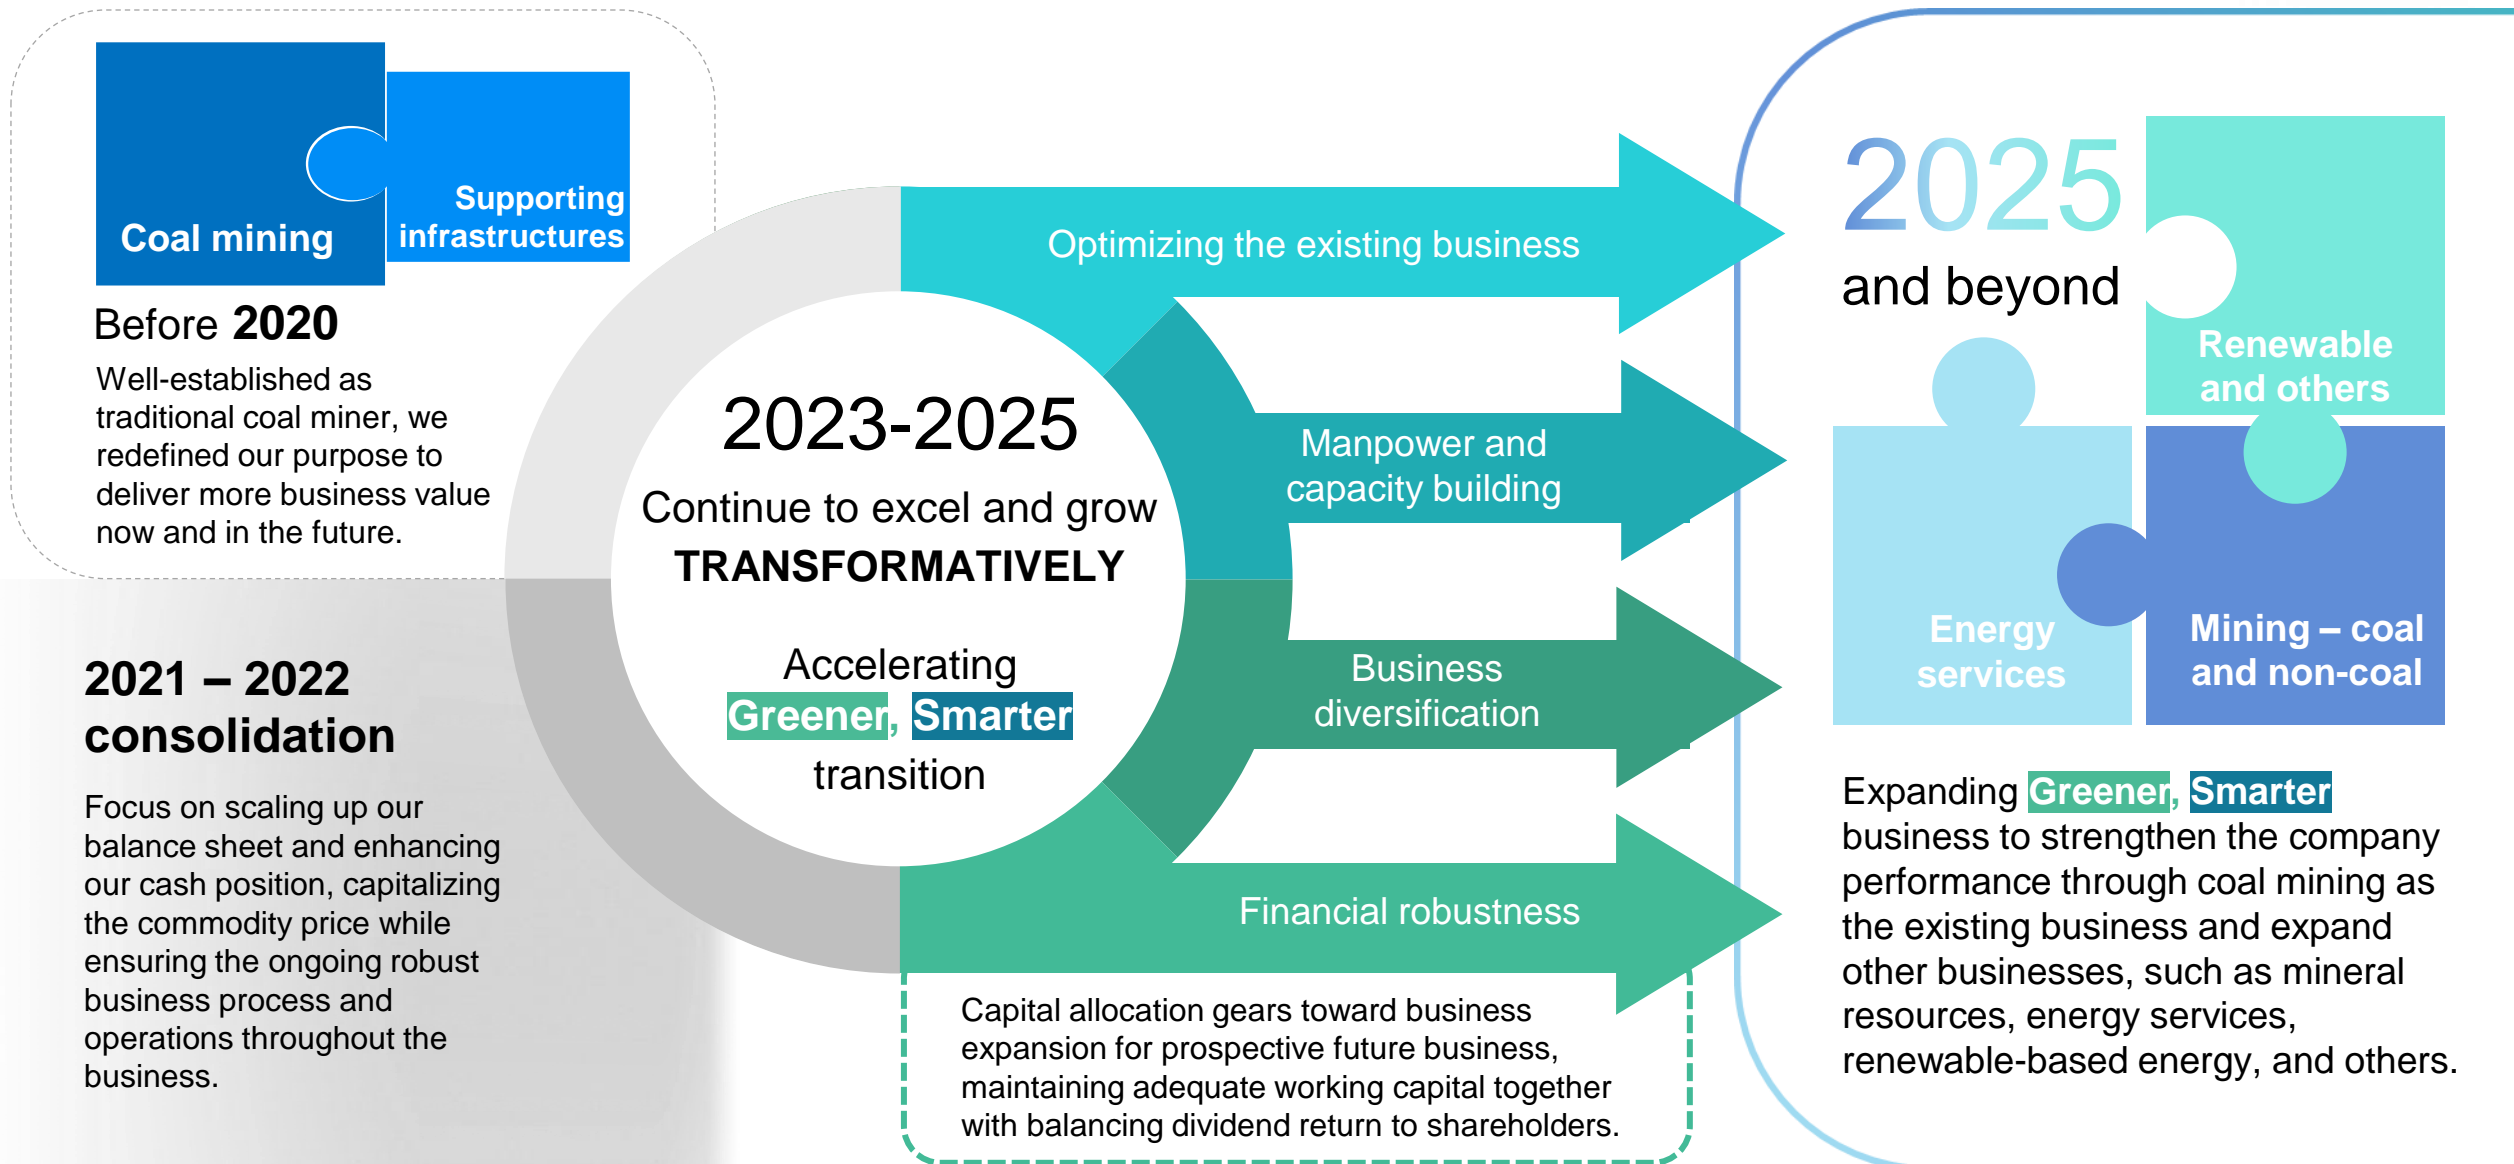 Coal mining
Supporting
infrastructures
Before 2020
Well-established as
traditional coal miner, we
redefined our purpose to
deliver more business value
now and in the future.
2021 – 2022
consolidation
Focus on scaling up our
balance sheet and enhancing
our cash position, capitalizing
the commodity price while
ensuring the ongoing robust
business process and
operations throughout the
business.
2023-2025
Continue to excel and grow
TRANSFORMATIVELY
Accelerating
Greener, Smarter
transition
Optimizing the existing business
Manpower and
capacity building
Business
diversification
Financial robustness
Capital allocation gears toward business
expansion for prospective future business,
maintaining adequate working capital together
with balancing dividend return to shareholders.
2025
and beyond
Renewable
and others
Energy
services
Mining – coal
and non-coal
Expanding Greener, Smarter
business to strengthen the company
performance through coal mining as
the existing business and expand
other businesses, such as mineral
resources, energy services,
renewable-based energy, and others.